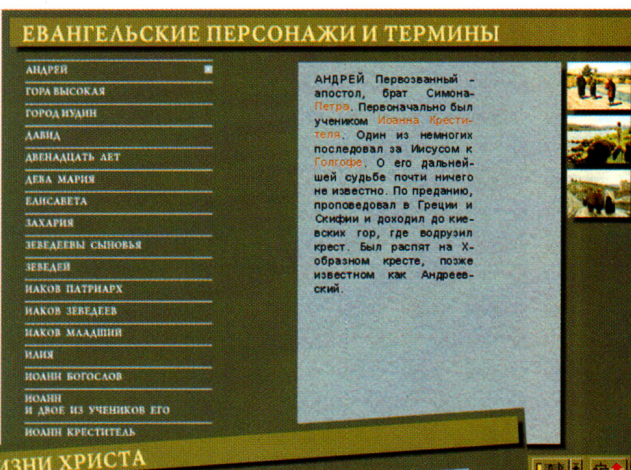 ЕВАНГЕЛЬСКИЕ ПЕРСОНАЖИ И ТЕРМИНЫ
АНДРЕЙ
ГОРА ВЫСОКАЯ
ГОРОД ИУДИН
ДАВИД
ДВЕНАДЦАТЬ ЛЕТ
ДЕВА МАРИЯ
ЕЛИСАВЕТА
ЗАХАРИЯ
ЗЕВЕДЕЕВЫ СЫНОВЬЯ
ЗЕВЕДЕЙ
ИАКОВ ПАТРИАРХ
ИАКОВ ЗЕВЕДЕЕВ
ИАКОВ МЛАДШИЙ
ИЛИЯ
ИОАНН БОГОСЛОВ
ИОАНН
И ДВОЕ ИЗ УЧЕНИКОВ ЕГО
ИОАНН КРЕСТИТЕЛЬ
АНДРЕЙ Первозванный -
апостол, брат Симона-
Петра. Первоначально был
учеником Иоанна Крести-
теля. Один из немногих
последовал за Иисусом к
Голгофе. О его дальней-
шей судьбе почти ничего
не известно. По преданию,
проповедовал в Греции и
Скифии и доходил до кие-
вских гор, где водрузил
крест. Был распят на Х-
образном кресте, позже
известном как Андреев-
ский.
ИЗНИ ХРИСТА